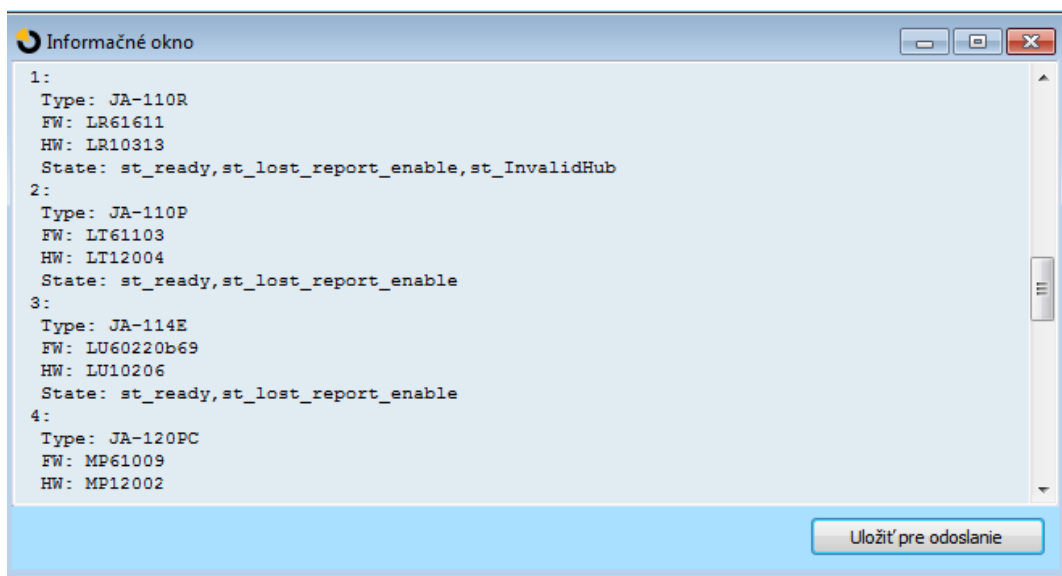 Informačné okno
1:
Type: JA-110R
FW: LR61611
HW: LR10313
State: st_ready,st_lost_report_enable,st_InvalidHub
2:
Type: JA-110P
FW: LT61103
HW: LT12004
State: st_ready,st_lost_report_enable
3:
Type: JA-114E
FW: LU60220b69
HW: LU10206
State: st_ready,st_lost_report_enable
4:
Type: JA-120PC
FW: MP61009
HW: MP12002
Uložiť pre odoslanie